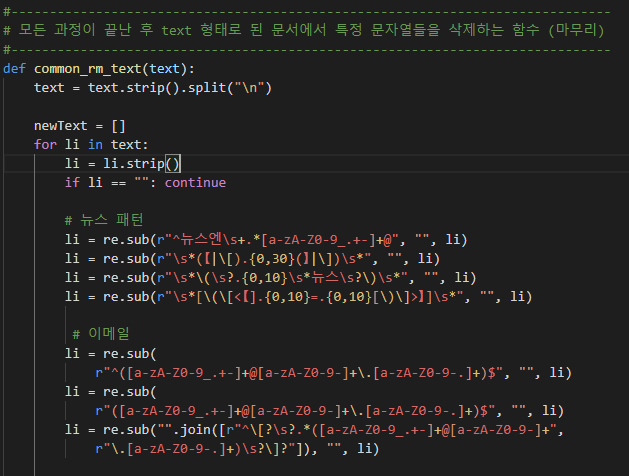 #------------------------------------------------------------------------------
# 모든 과정이 끝난 후 text 형태로 된 문서에서 특정 문자열들을 삭제하는 함수 (마무리)
#------------------------------------------------------------------------------
def common_rm_text(text):
    text = text.strip().split("\n")

    newText = []
    for li in text:
        li = li.strip()
        if li == "": continue

        # 뉴스 패턴
        li = re.sub(r"^뉴스엔\s+.*[a-zA-Z0-9_.+-]+@", "", li)
        li = re.sub(r"\s*(【|\[).{0,30}(】|\])\s*", "", li)
        li = re.sub(r"\s*\(\s?.{0,10}\s*뉴스\s?\)\s*", "", li)
        li = re.sub(r"\s*[\(\[<【].{0,10}=.{0,10}[\)\]>】]\s*", "", li)

         # 이메일
        li = re.sub(
            r"^([a-zA-Z0-9_.+-]+@[a-zA-Z0-9-]+\.[a-zA-Z0-9-.]+)$", "", li)
        li = re.sub(
            r"([a-zA-Z0-9_.+-]+@[a-zA-Z0-9-]+\.[a-zA-Z0-9-.]+)$", "", li)
        li = re.sub("".join([r"^\[?\s?.*([a-zA-Z0-9_.+-]+@[a-zA-Z0-9-]+",
            r"\.[a-zA-Z0-9-.]+)\s?\]?"]), "", li)